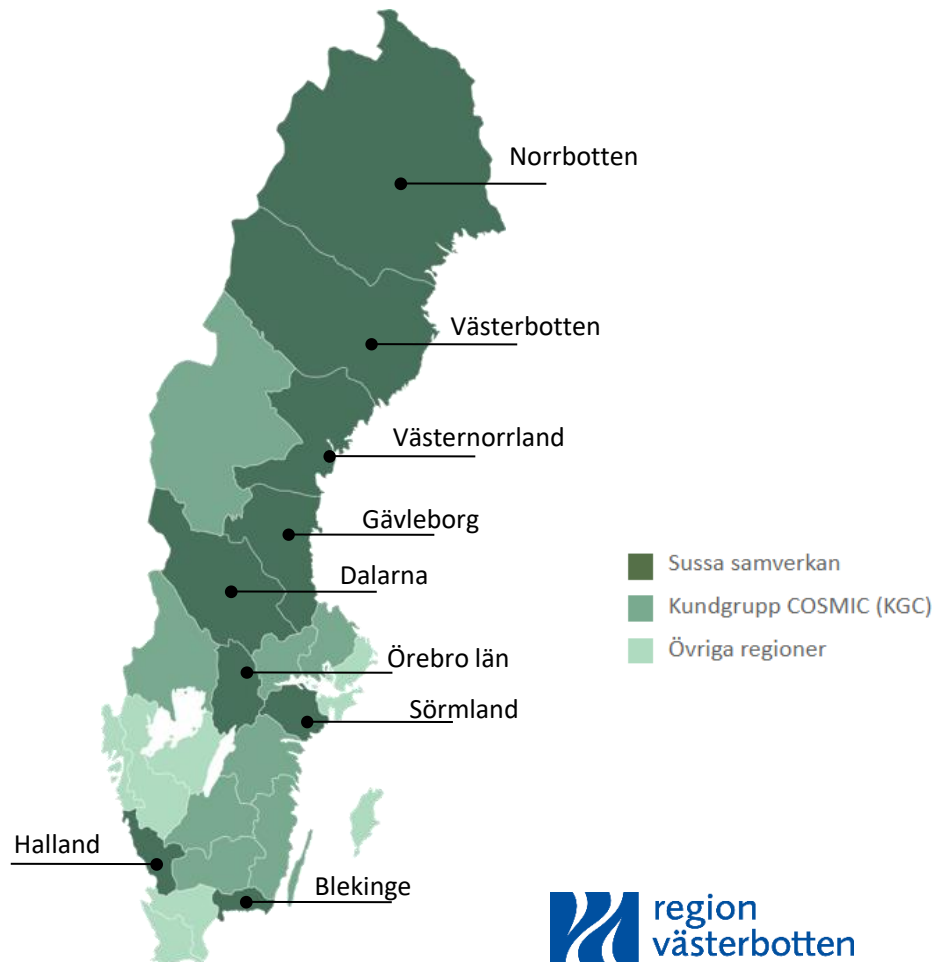 Norrbotten
Västerbotten
Västernorrland
Gävleborg
Dalarna
Örebro län
Sörmland
Halland
Blekinge
Sussa samverkan
Kundgrupp COSMIC (KGC)
Övriga regioner
region
västerbotten